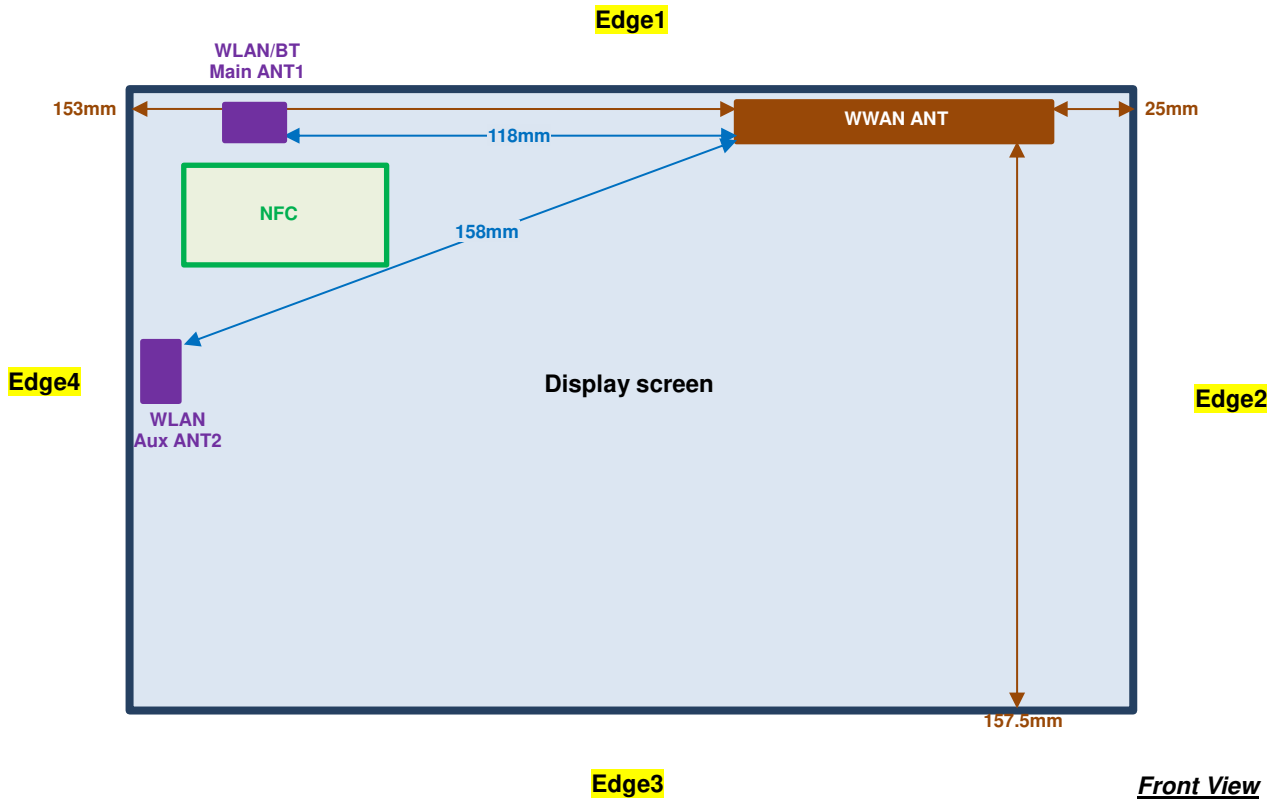 Edge1
WLAN/BT
Main ANT1
153mm
WWAN ANT
25mm
118mm
NFC
158mm
Edge4
Display screen
Edge2
WLAN
Aux ANT2
157.5mm
Edge3
Front View